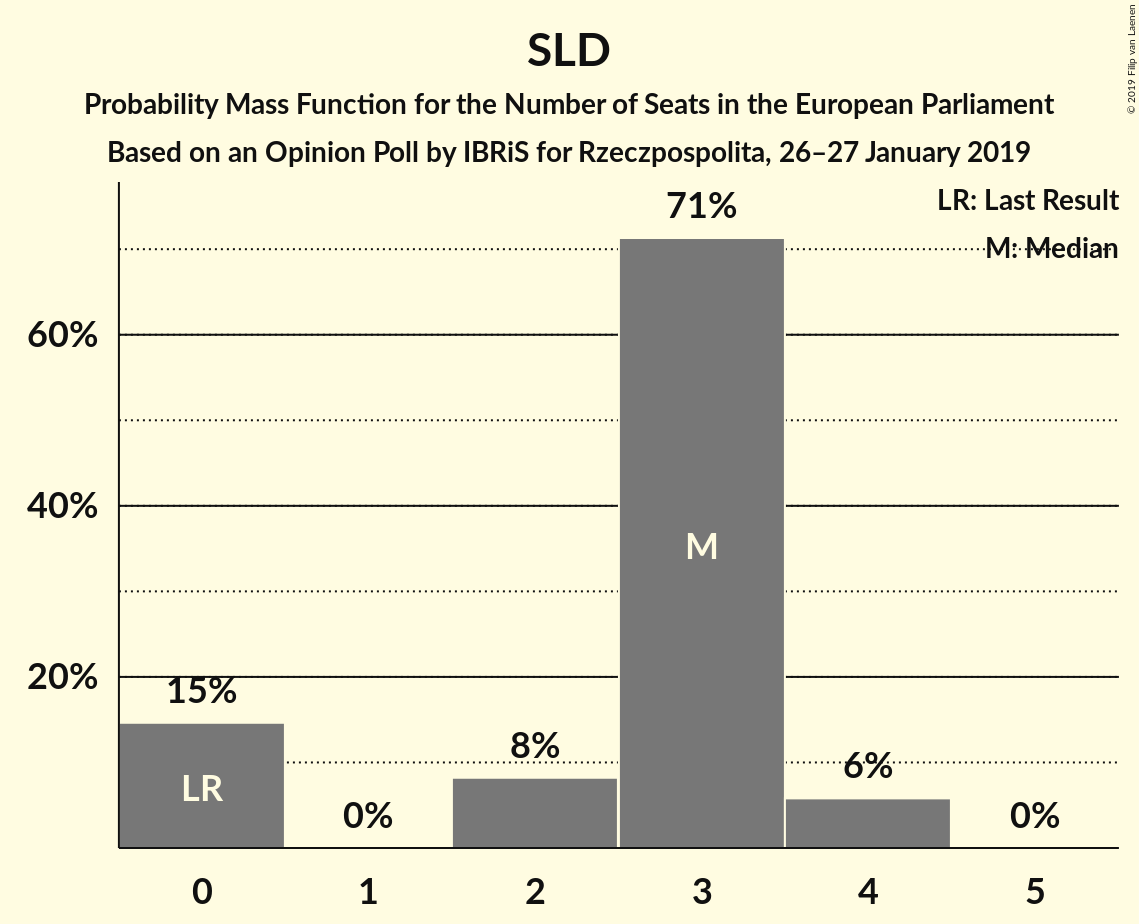 SLD
Probability Mass Function for the Number of Seats in the European Parliament
Based on an Opinion Poll by IBRiS for Rzeczpospolita, 26–27 January 2019
© 2019 Filip van Laenen
LR: Last Result
M: Median
71%
60%
40%
M
20%
15%
8%
6%
LR
0%
0%
0 1 2 3 4 5